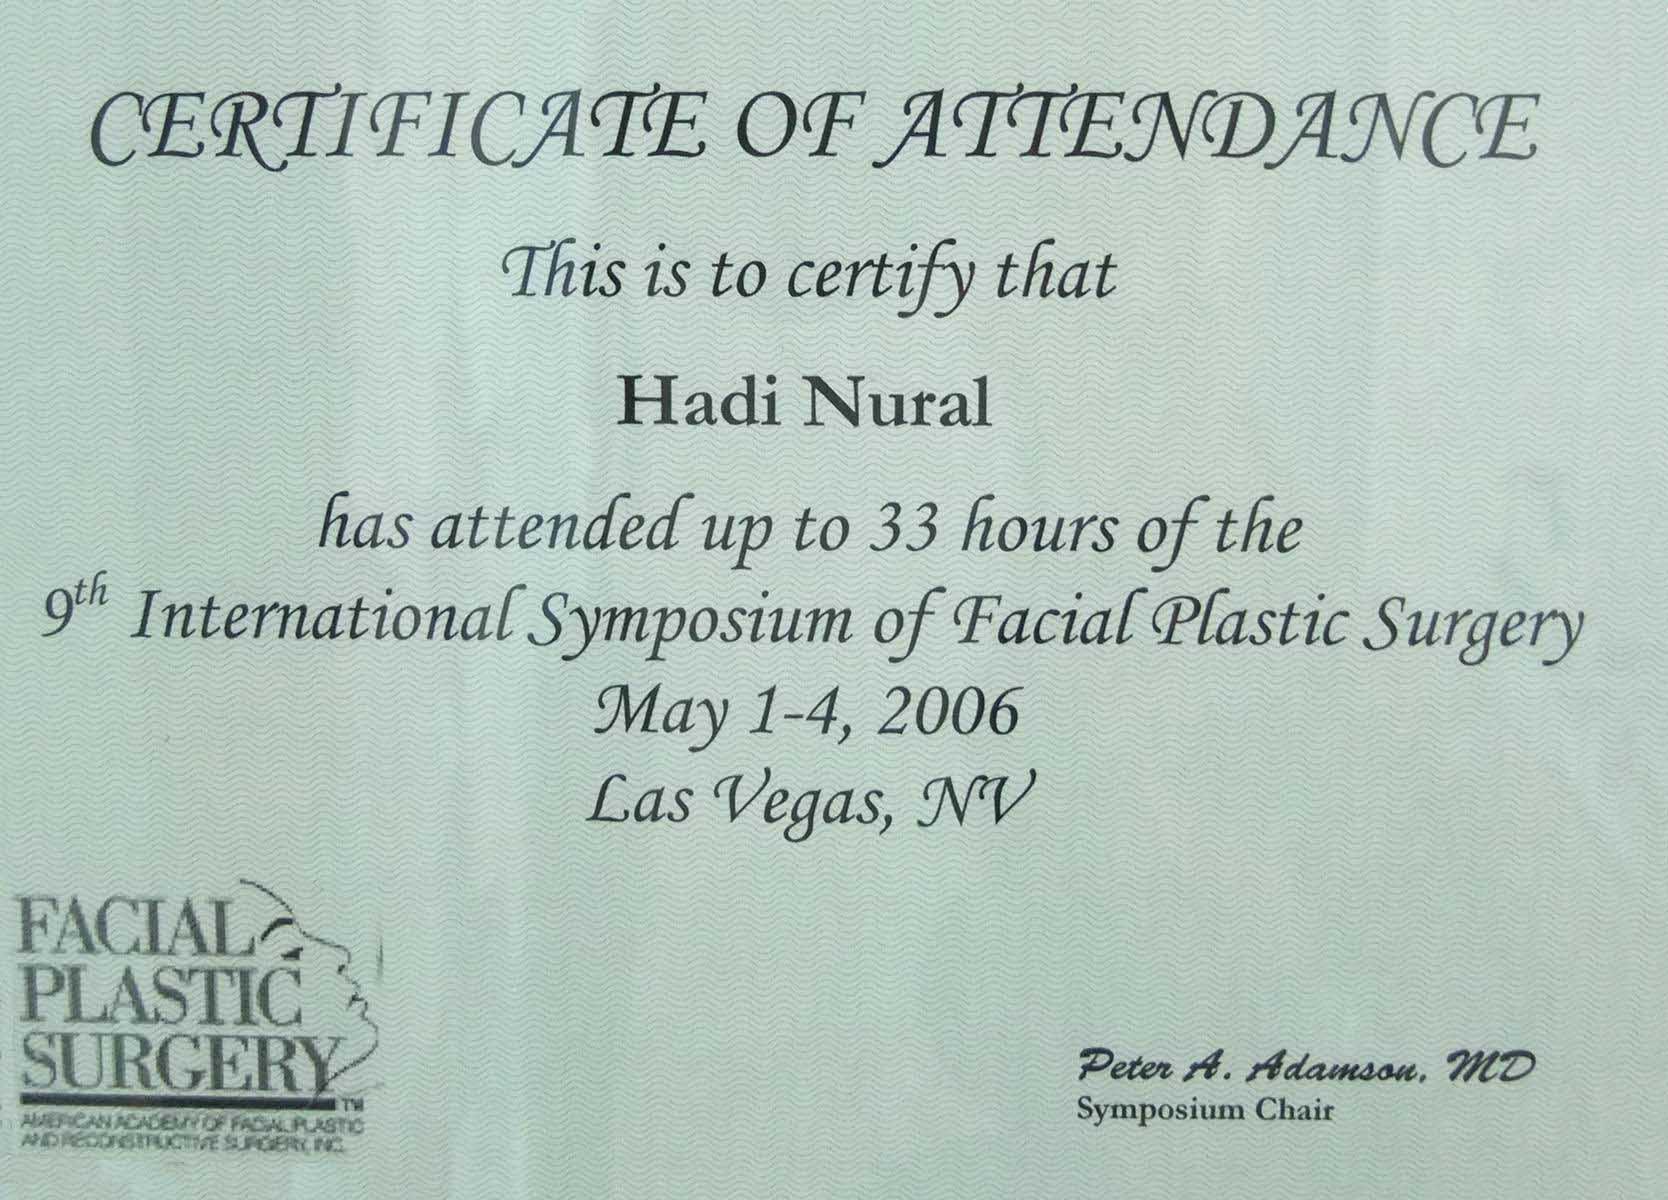 CERTIFICATE OF ATTENDANCE
This is to certify that
Hadi Nural
has attended up to 33 hours of the
9th International Symposium of Facial Plastic Surgery
May 1-4, 2006
Las Vegas, NV
FACIAL
PLASTIC
SURGERY
TM
AMERICAN ACADEMY OF FACIAL PLASTIC
AND RECONSTRUCTIVE SURGERY, INC.
Peter A. Adamson, MD
Symposium Chair